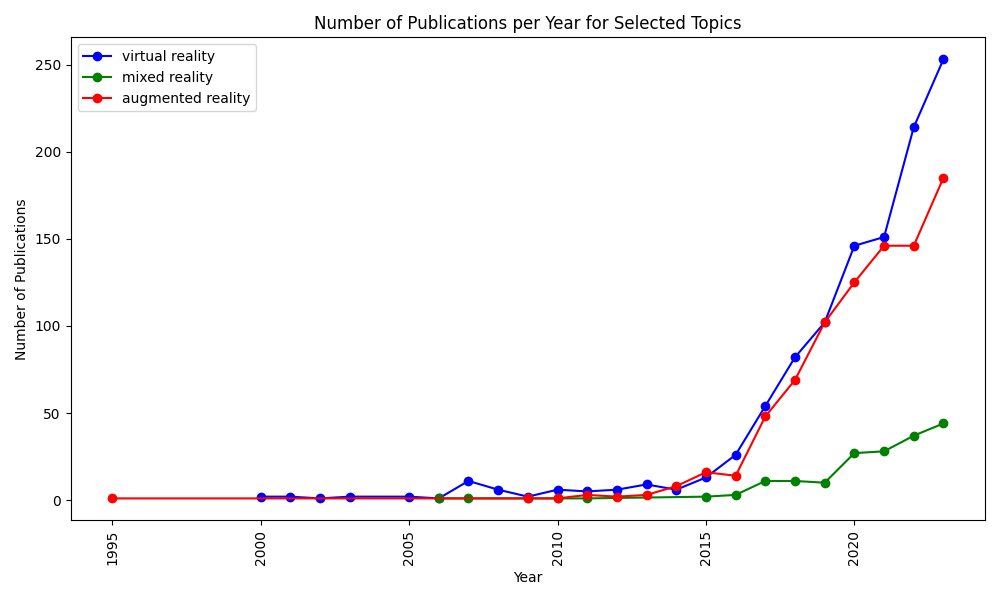 Number of Publications per Year for Selected Topics
virtual reality
mixed reality
augmented reality
250
200
150
100
50
0
Number of Publications
1995
2000
2005
2010
2015
2020
Year